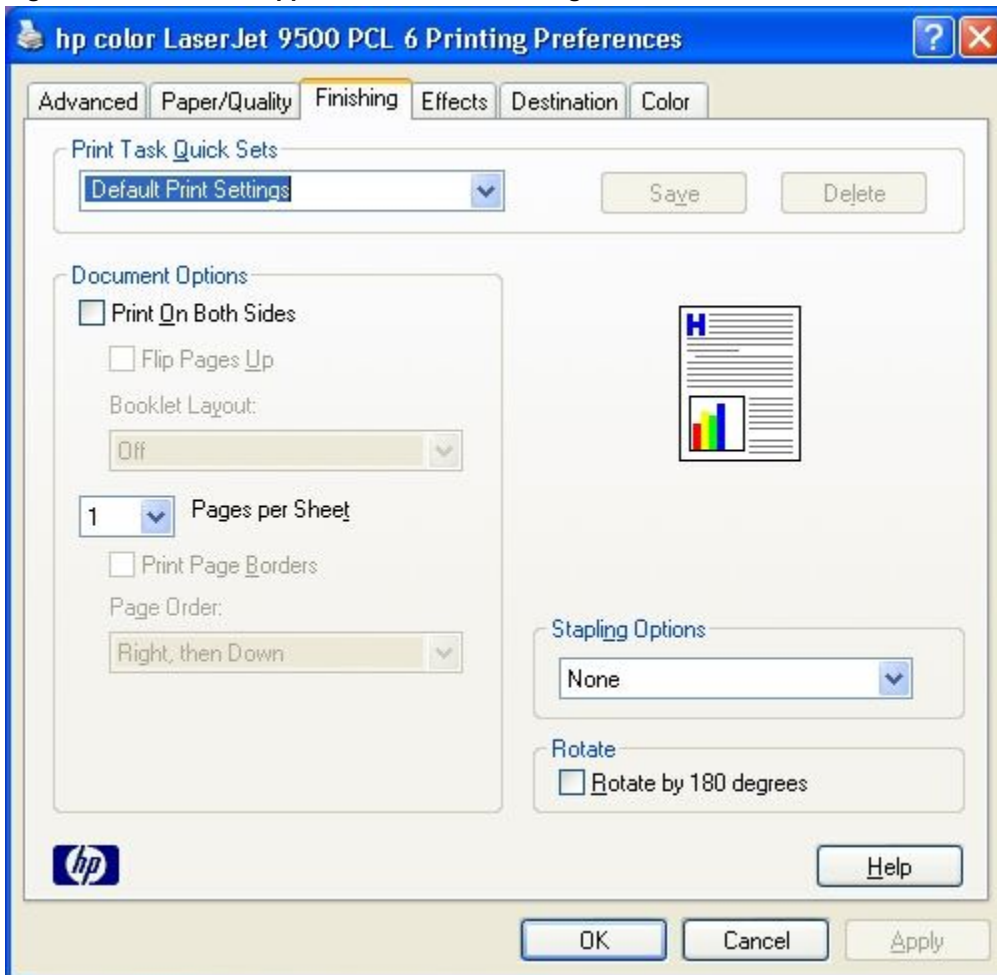 hp color LaserJet 9500 PCL 6 Printing Preferences
Advanced Paper/Quality Finishing Effects Destination Color
Print Task Quick Sets
Default Print Settings Save Delete
Document Options
Print On Both Sides
Flip Pages Up
Booklet Layout:
Off
1 Pages per Sheet
Print Page Borders
Page Order:
Right, then Down
H
Stapling Options
None
Rotate
Rotate by 180 degrees
hp Help
OK Cancel Apply